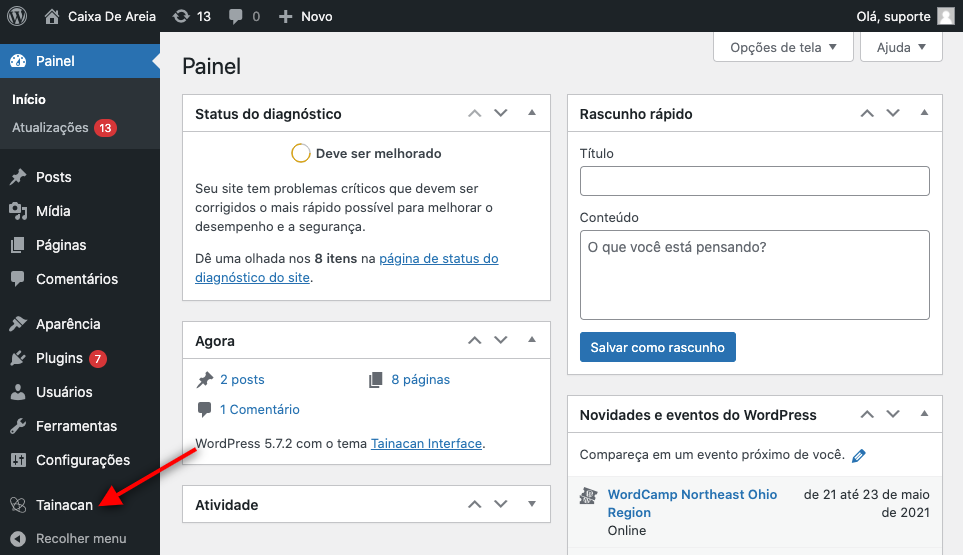 Caixa De Areia 13 0 Novo Olá, suporte
Opções de tela Ajuda
Painel
Início
Atualizações 13
Posts
Mídia
Páginas
Comentários
Aparência
Plugins 7
Usuários
Ferramentas
Configurações
Tainacan
Recolher menu
Painel
Status do diagnóstico
Deve ser melhorado
Seu site tem problemas críticos que devem ser
corrigidos o mais rápido possível para melhorar o
desempenho e a segurança.
Dê uma olhada nos 8 itens na página de status do
diagnóstico do site.
Agora
2 posts 8 páginas
1 Comentário
WordPress 5.7.2 com o tema Tainacan Interface.
Atividade
Rascunho rápido
Título
Conteúdo
O que você está pensando?
Salvar como rascunho
Novidades e eventos do WordPress
Compareça em um evento próximo de você.
WordCamp Northeast Ohio de 21 até 23 de maio
Region de 2021
Online